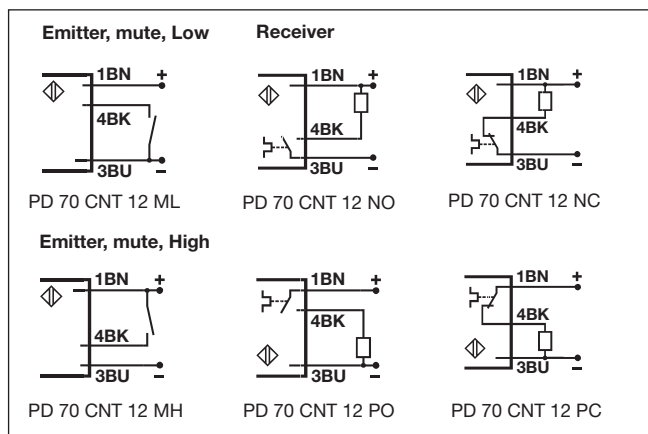 Emitter, mute, Low
Receiver
1BN +
4BK
3BU –
PD 70 CNT 12 ML
1BN +
4BK
3BU –
PD 70 CNT 12 NO
1BN +
4BK
3BU –
PD 70 CNT 12 NC
Emitter, mute, High
1BN +
4BK
3BU –
PD 70 CNT 12 MH
1BN +
4BK
3BU –
PD 70 CNT 12 PO
1BN +
4BK
3BU –
PD 70 CNT 12 PC